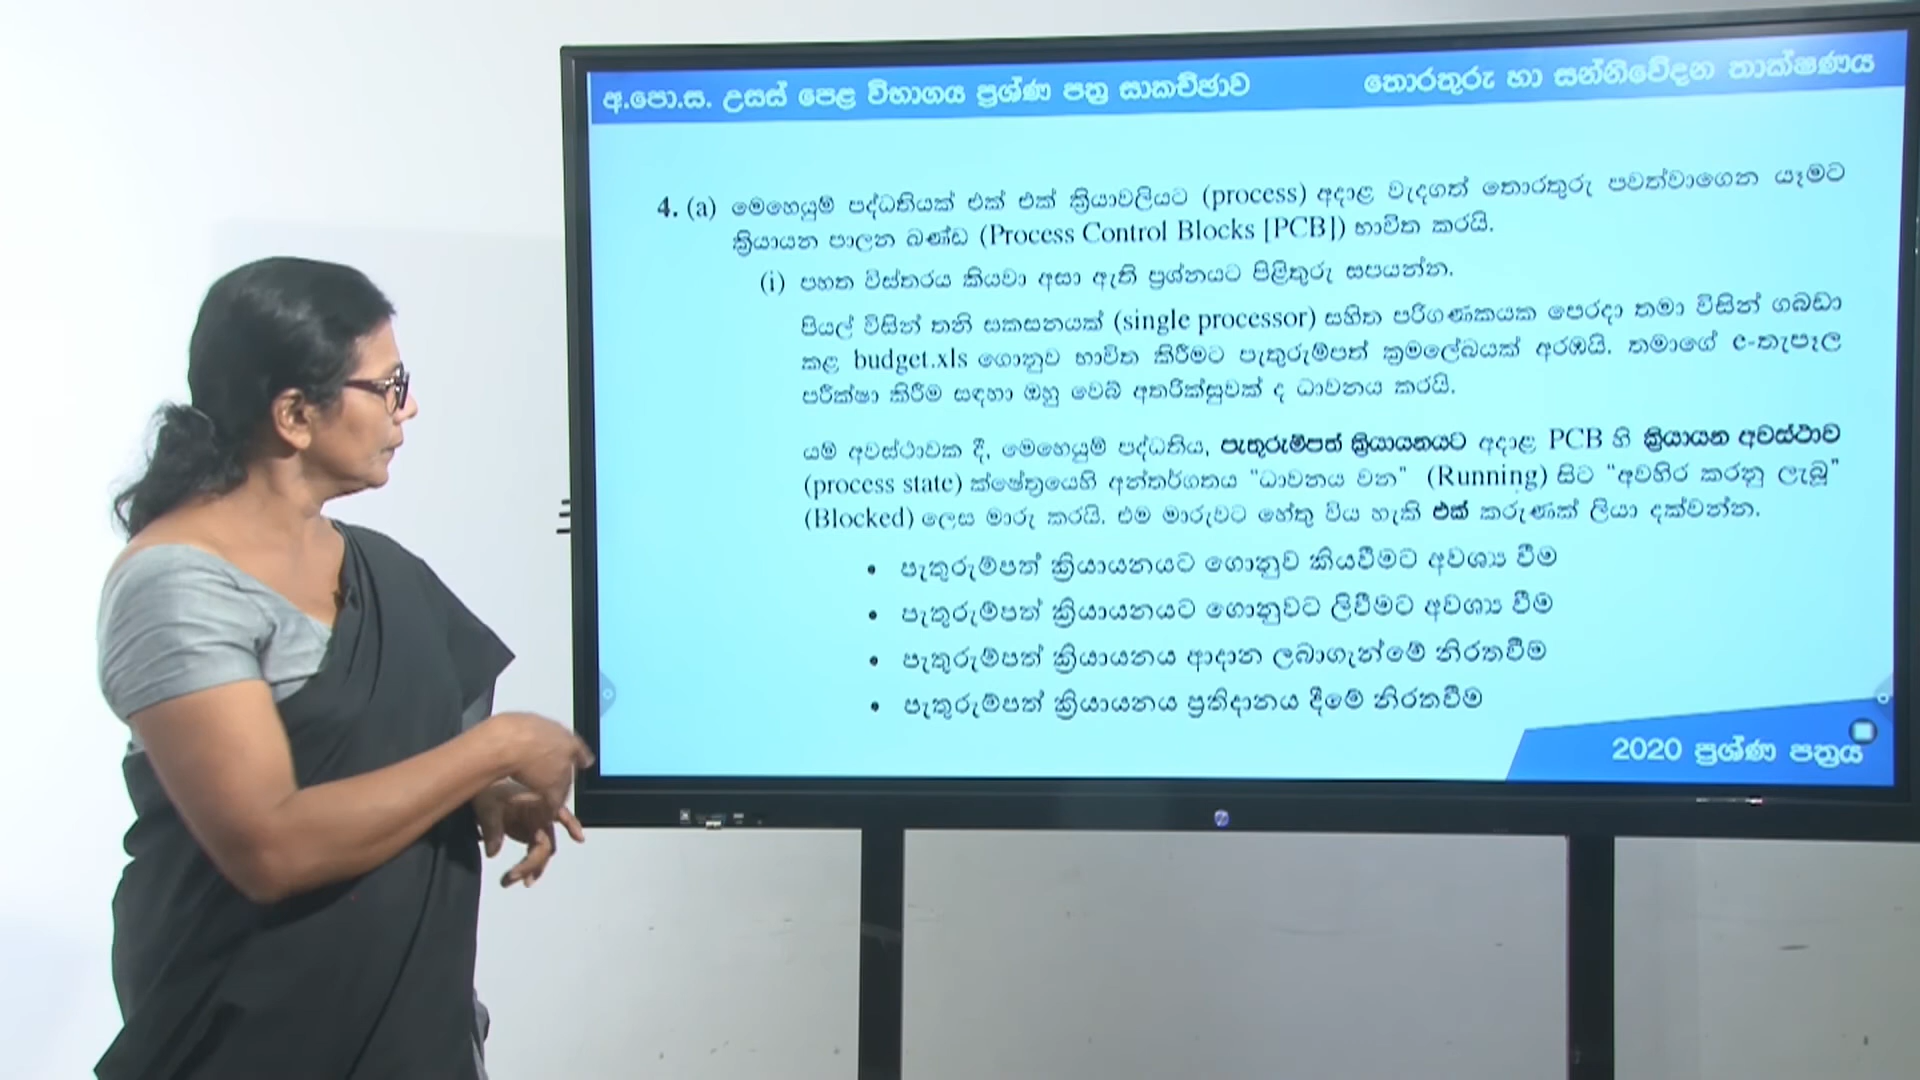 අ.පො.ස. උසස් පෙළ විභාගය ප්‍රශ්ණ පත්‍ර සාකච්ඡාව
තොරතුරු හා සන්නිවේදන තාක්ෂණය
4. (a) මෙහෙයුම් පද්ධතියක් එක් එක් ක්‍රියාවලියට (process) අදාළ වැදගත් තොරතුරු පවත්වාගෙන යෑමට
ක්‍රියායන පාලන ඛණ්ඩ (Process Control Blocks [PCB]) භාවිත කරයි.
(i) පහත විස්තරය කියවා අසා ඇති ප්‍රශ්නයට පිළිතුරු සපයන්න.
පියල් විසින් තනි සකසනයක් (single processor) සහිත පරිගණකයක පෙරදා තමා විසින් ගබඩා
කළ budget.xls ගොනුව භාවිත කිරීමට පැතුරුම්පත් ක්‍රමලේඛයක් අරඹයි. තමාගේ e-තැපෑල
පරීක්ෂා කිරීම සඳහා ඔහු වෙබ් අතරික්සුවක් ද ධාවනය කරයි.
යම් අවස්ථාවක දී, මෙහෙයුම් පද්ධතිය, පැතුරුම්පත් ක්‍රියායනයට අදාළ PCB හි ක්‍රියායන අවස්ථාව
(process state) ක්ෂේත්‍රයෙහි අන්තර්ගතය "ධාවනය වන" (Running) සිට "අවහිර කරනු ලැබූ"
(Blocked) ලෙස මාරු කරයි. එම මාරුවට හේතු විය හැකි එක් කරුණක් ලියා දක්වන්න.
• පැතුරුම්පත් ක්‍රියායනයට ගොනුව කියවීමට අවශ්‍ය වීම
• පැතුරුම්පත් ක්‍රියායනයට ගොනුවට ලිවීමට අවශ්‍ය වීම
• පැතුරුම්පත් ක්‍රියායනය ආදාන ලබාගැන්මේ නිරතවීම
• පැතුරුම්පත් ක්‍රියායනය ප්‍රතිදානය දීමේ නිරතවීම
2020 ප්‍රශ්ණ පත්‍රය